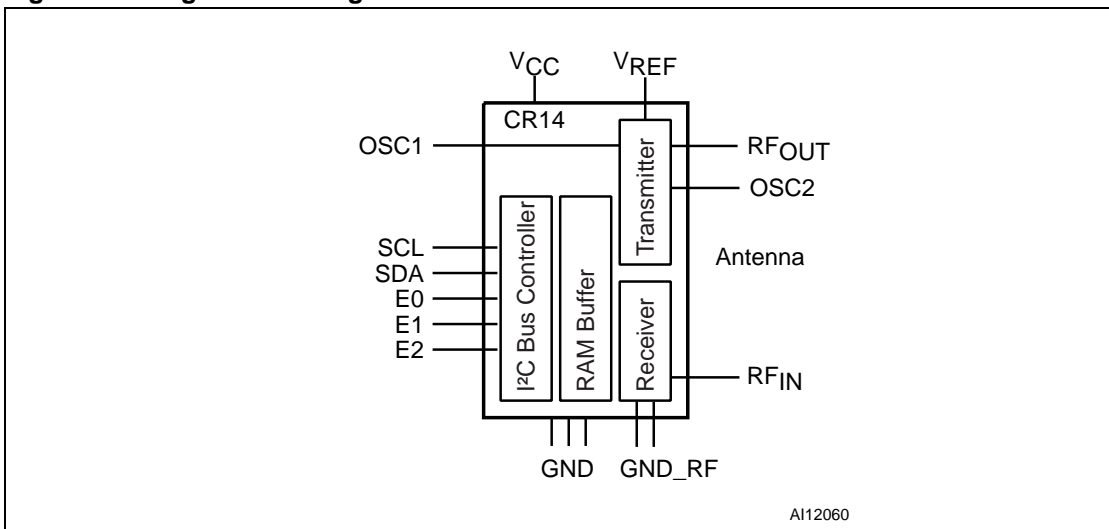 VCC
VREF
CR14
OSC1
RFOUT
OSC2
Transmitter
Antenna
I²C Bus Controller
RAM Buffer
Receiver
SCL
SDA
E0
E1
E2
RFIN
GND
GND_RF
AI12060